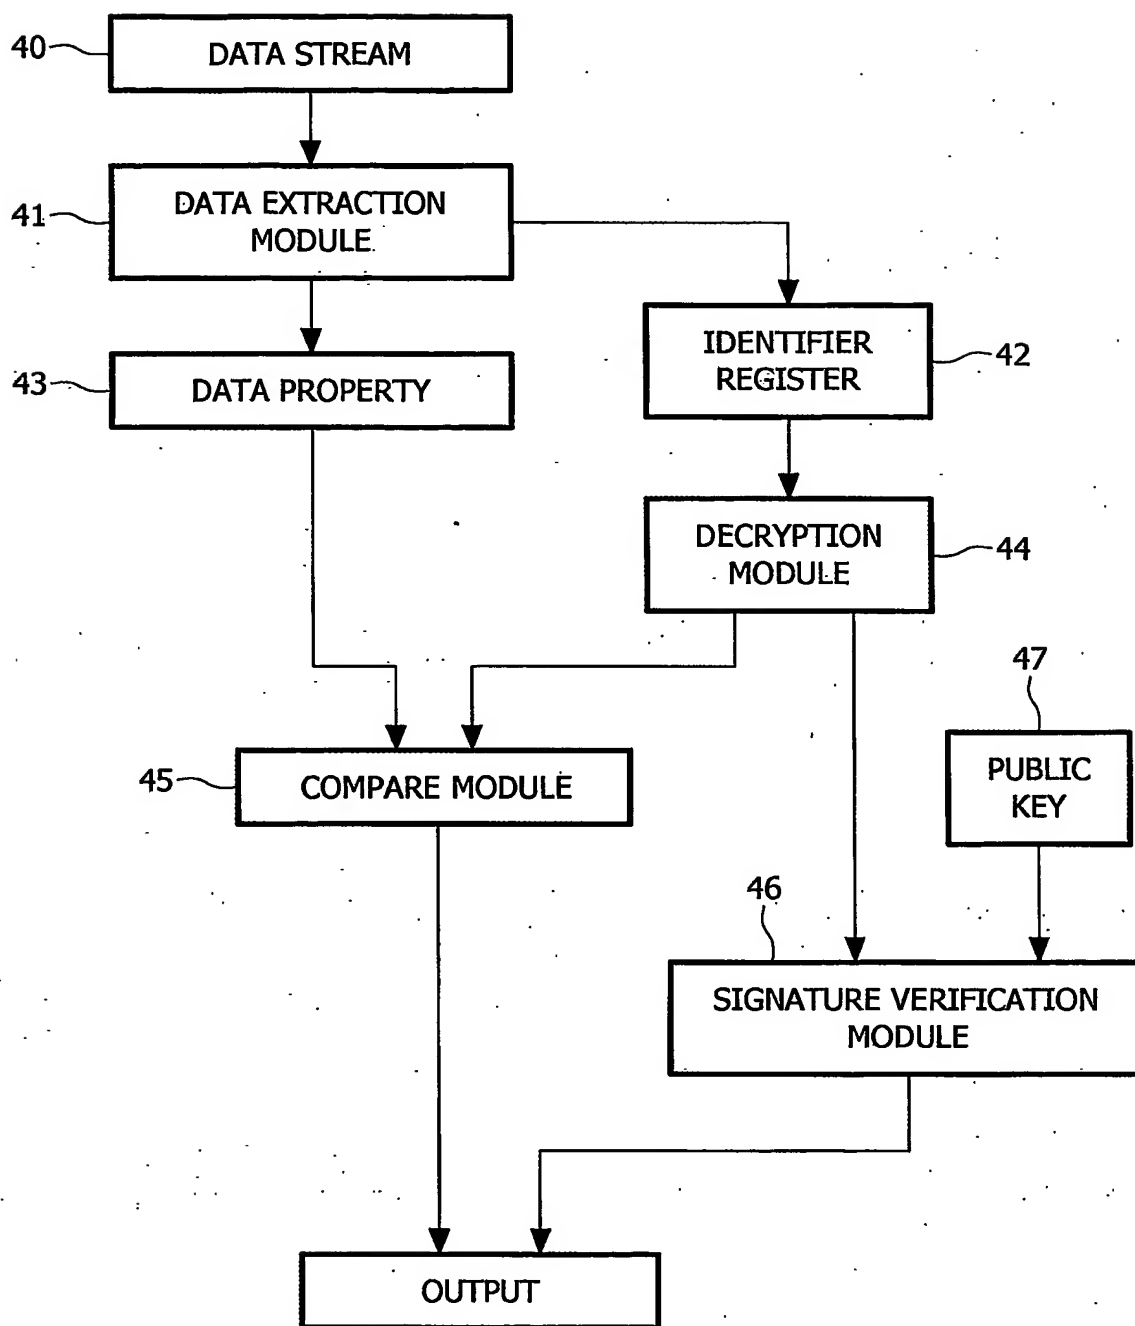 40
DATA STREAM
41
DATA EXTRACTION
MODULE
42
IDENTIFIER
REGISTER
43
DATA PROPERTY
44
DECRYPTION
MODULE
47
PUBLIC
KEY
45
COMPARE MODULE
46
SIGNATURE VERIFICATION
MODULE
OUTPUT